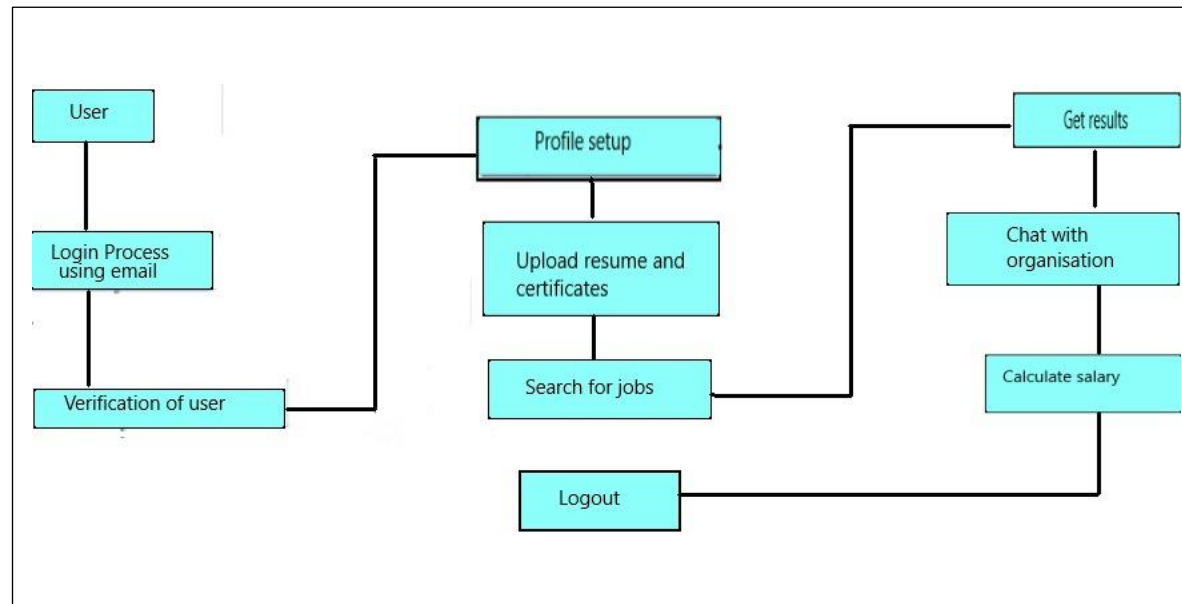 User
Login Process
using email
Verification of user
Profile setup
Upload resume and
certificates
Search for jobs
Get results
Chat with
organisation
Calculate salary
Logout